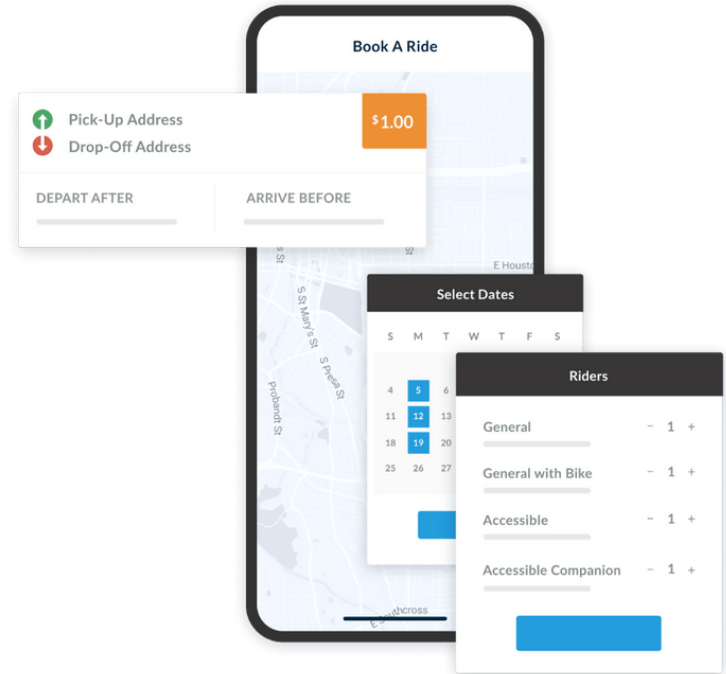 Book A Ride
Pick-Up Address
Drop-Off Address
$1.00
DEPART AFTER
ARRIVE BEFORE
S St
St
E Housto
S St Mary's St
S Presa St
Probandt St
Select Dates
S M T W T F S
4 5 6
11 12 13
18 19 20
25 26 27
Riders
General - 1 +
General with Bike - 1 +
Accessible - 1 +
Accessible Companion - 1 +
E Southcross